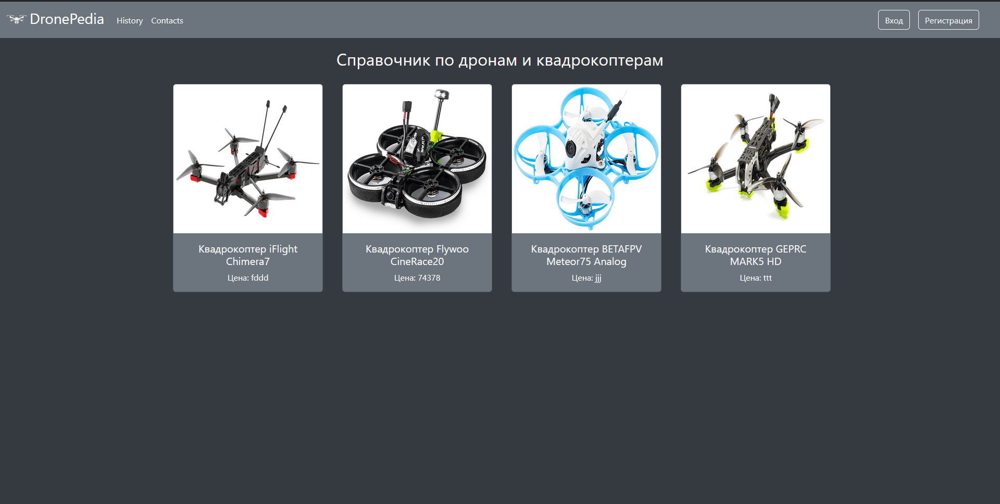 DronePedia
History
Contacts
Вход
Регистрация
Справочник по дронам и квадрокоптерам
Квадрокоптер iFlight
Chimera7
Цена: fddd
Квадрокоптер Flywoo
CineRace20
Цена: 74378
Квадрокоптер BETAFPV
Meteor75 Analog
Цена: jjj
Квадрокоптер GEPRC
MARK5 HD
Цена: ttt